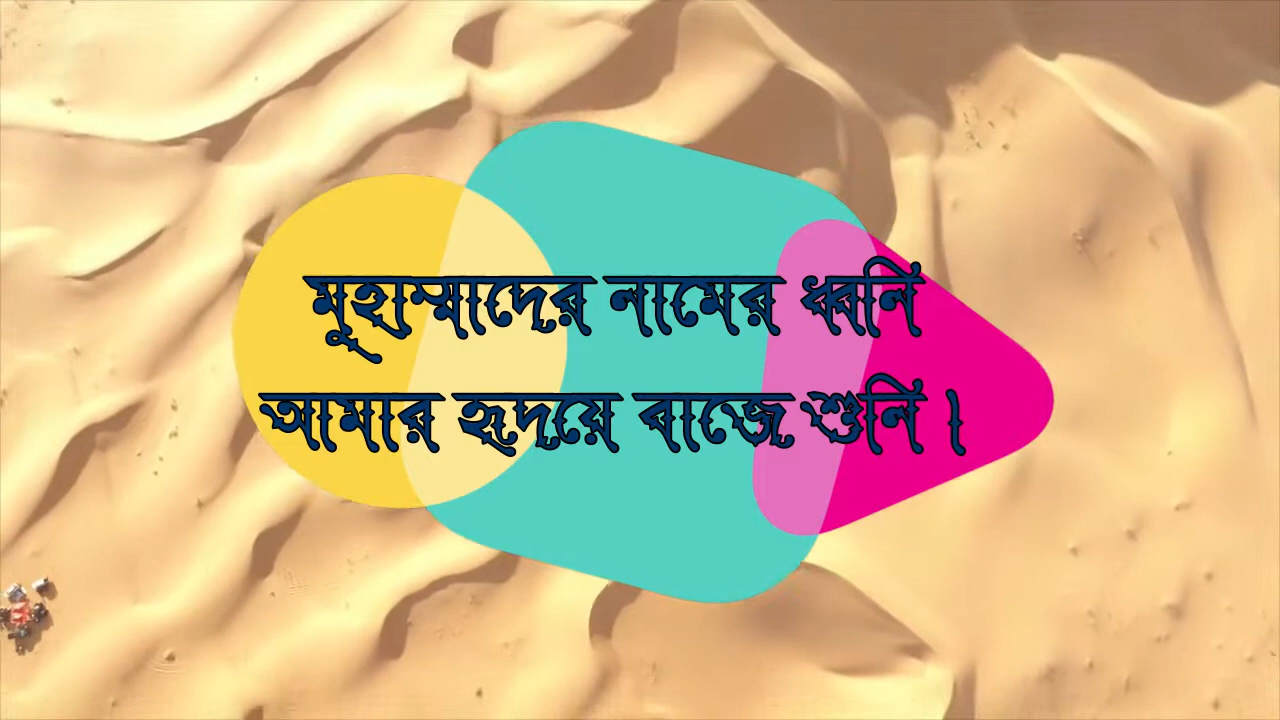 মুহাম্মাদের নামের ধ্বনি
আমার হৃদয়ে বাজে শুনি ।